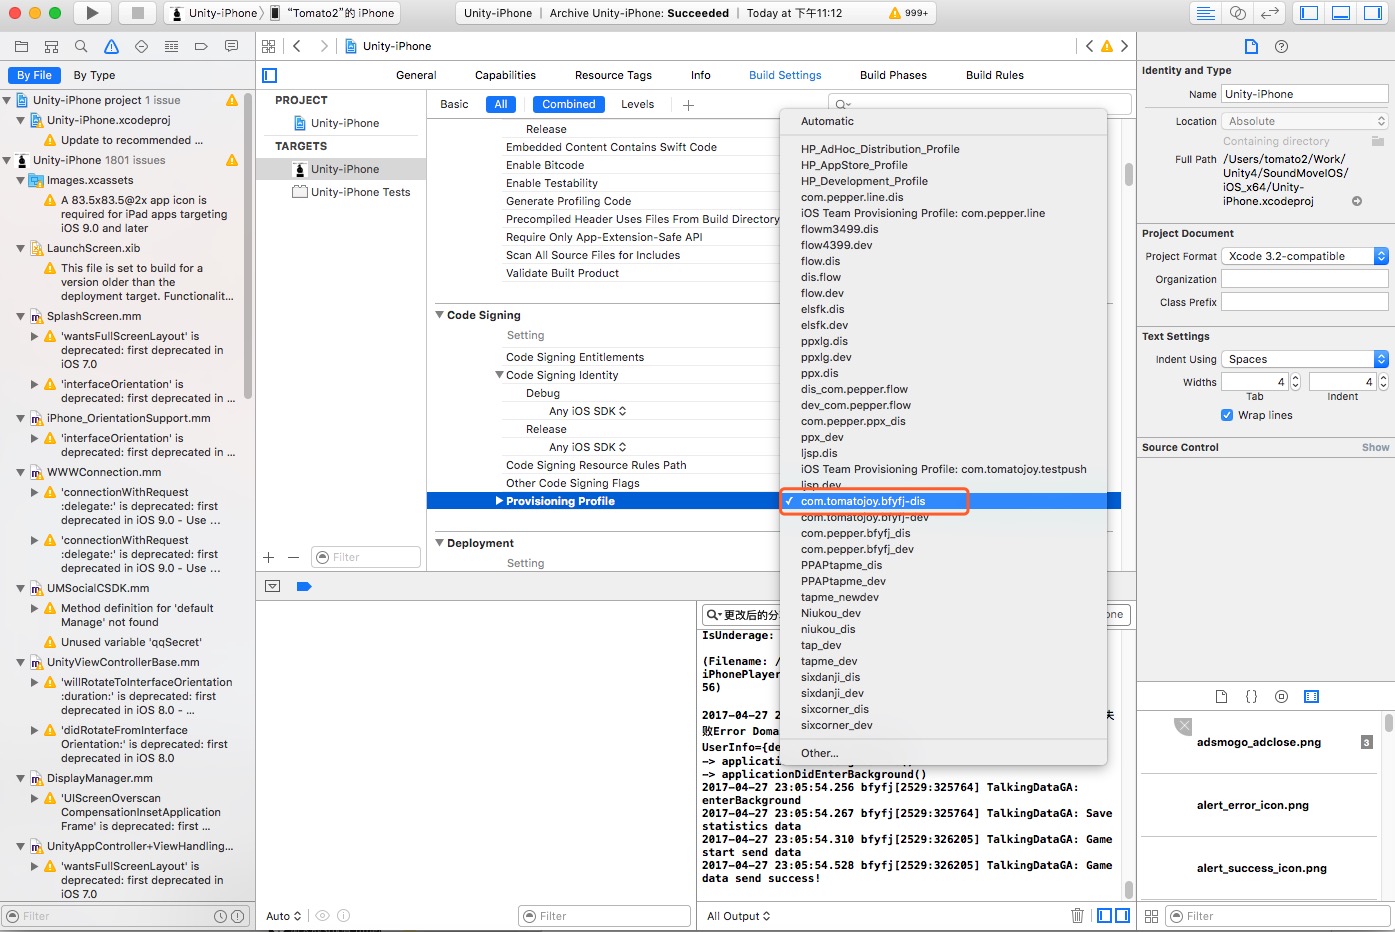 Unity-iPhone
“Tomato2”的 iPhone
Unity-iPhone | Archive Unity-iPhone: Succeeded | Today at 下午11:12
999+
Unity-iPhone
By File
By Type
General
Capabilities
Resource Tags
Info
Build Settings
Build Phases
Build Rules
Unity-iPhone project 1 issue
Unity-iPhone.xcodeproj
Update to recommended ...
Unity-iPhone 1801 issues
Images.xcassets
A 83.5x83.5@2x app icon is
required for iPad apps targeting
iOS 9.0 and later
LaunchScreen.xib
This file is set to build for a
version older than the
deployment target. Functionalit...
SplashScreen.mm
'wantsFullScreenLayout' is
deprecated: first deprecated in
iOS 7.0
'interfaceOrientation' is
deprecated: first deprecated in ...
iPhone_OrientationSupport.mm
'interfaceOrientation' is
deprecated: first deprecated in ...
WWWConnection.mm
'connectionWithRequest
:delegate:' is deprecated: first
deprecated in iOS 9.0 - Use ...
'connectionWithRequest
:delegate:' is deprecated: first
deprecated in iOS 9.0 - Use ...
UMSocialCSDK.mm
Method definition for 'default
Manage' not found
Unused variable 'qqSecret'
UnityViewControllerBase.mm
'willRotateToInterfaceOrientation
:duration:' is deprecated: first
deprecated in iOS 8.0 - ...
'didRotateFromInterface
Orientation:' is deprecated: first
deprecated in iOS 8.0
DisplayManager.mm
'UIScreenOverscan
CompensationInsetApplication
Frame' is deprecated: first ...
UnityAppController+ViewHandling...
'wantsFullScreenLayout' is
deprecated: first deprecated in
iOS 7.0
Filter
PROJECT
Unity-iPhone
TARGETS
Unity-iPhone
Unity-iPhone Tests
Filter
Basic
All
Combined
Levels
Release
Embedded Content Contains Swift Code
Enable Bitcode
Enable Testability
Generate Profiling Code
Precompiled Header Uses Files From Build Directory
Require Only App-Extension-Safe API
Scan All Source Files for Includes
Validate Built Product
Code Signing
Setting
Code Signing Entitlements
Code Signing Identity
Debug
Any iOS SDK
Release
Any iOS SDK
Code Signing Resource Rules Path
Other Code Signing Flags
Provisioning Profile
Deployment
Setting
Automatic
HP_AdHoc_Distribution_Profile
HP_AppStore_Profile
HP_Development_Profile
com.pepper.line.dis
iOS Team Provisioning Profile: com.pepper.line
flowm3499.dis
flow4399.dev
flow.dis
dis.flow
flow.dev
elsfk.dis
elsfk.dev
ppxlg.dis
ppxlg.dev
ppx.dis
dis_com.pepper.flow
dev_com.pepper.flow
com.pepper.ppx_dis
ppx_dev
ljsp.dis
iOS Team Provisioning Profile: com.tomatojoy.testpush
ljsp.dev
com.tomatojoy.bfyfj-dis
com.tomatojoy.bfyfj-dev
com.pepper.bfyfj_dis
com.pepper.bfyfj_dev
PPAPtapme_dis
PPAPtapme_dev
tapme_newdev
Niukou_dev
niukou_dis
tap_dev
tapme_dev
sixdanji_dis
sixdanji_dev
sixcorner_dis
sixcorner_dev
Other...
更改后的分
one
IsUnderage:
(Filename: /
iPhonePlayer
56)
2017-04-27 2
失
败Error Doma
UserInfo={de
-> applicati
-> applicationDidEnterBackground()
2017-04-27 23:05:54.256 bfyfj[2529:325764] TalkingDataGA:
enterBackground
2017-04-27 23:05:54.267 bfyfj[2529:325764] TalkingDataGA: Save
statistics data
2017-04-27 23:05:54.310 bfyfj[2529:326205] TalkingDataGA: Game
start send data
2017-04-27 23:05:54.528 bfyfj[2529:326205] TalkingDataGA: Game
data send success!
Auto
Filter
All Output
Identity and Type
Name Unity-iPhone
Location Absolute
Containing directory
Full Path /Users/tomato2/Work/
Unity4/SoundMoveIOS/
iOS_x64/Unity-
iPhone.xcodeproj
Project Document
Project Format Xcode 3.2-compatible
Organization
Class Prefix
Text Settings
Indent Using Spaces
Widths 4 4
Tab Indent
Wrap lines
Source Control Show
adsmogo_adclose.png 3
alert_error_icon.png
alert_success_icon.png
Filter